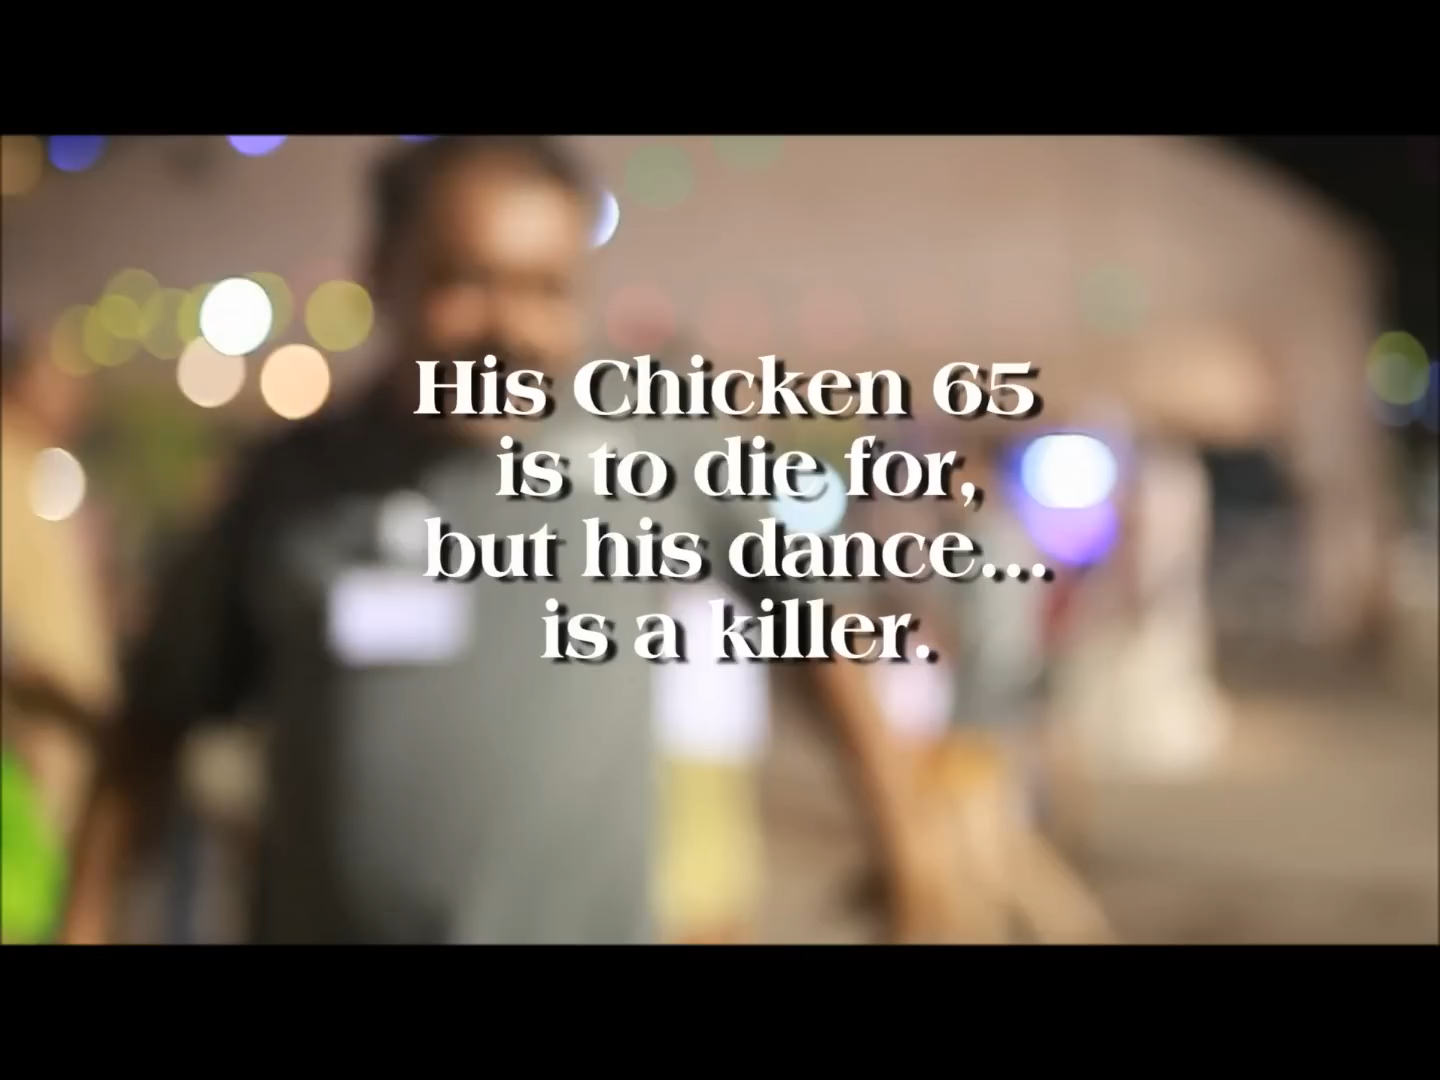 His Chicken 65
is to die for,
but his dance...
is a killer.